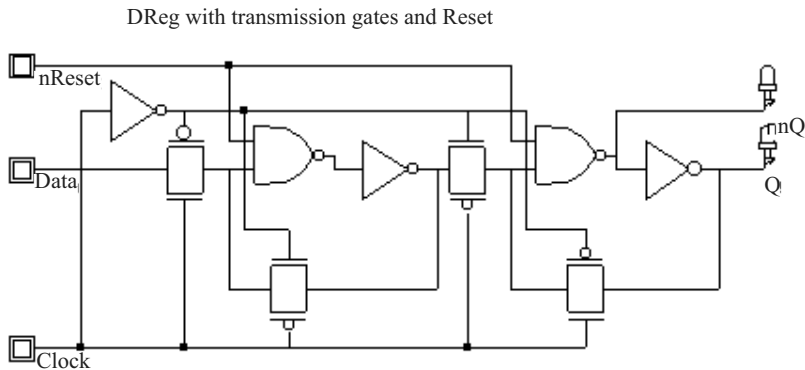 DReg with transmission gates and Reset
nReset
nQ
Data
Q
Clock